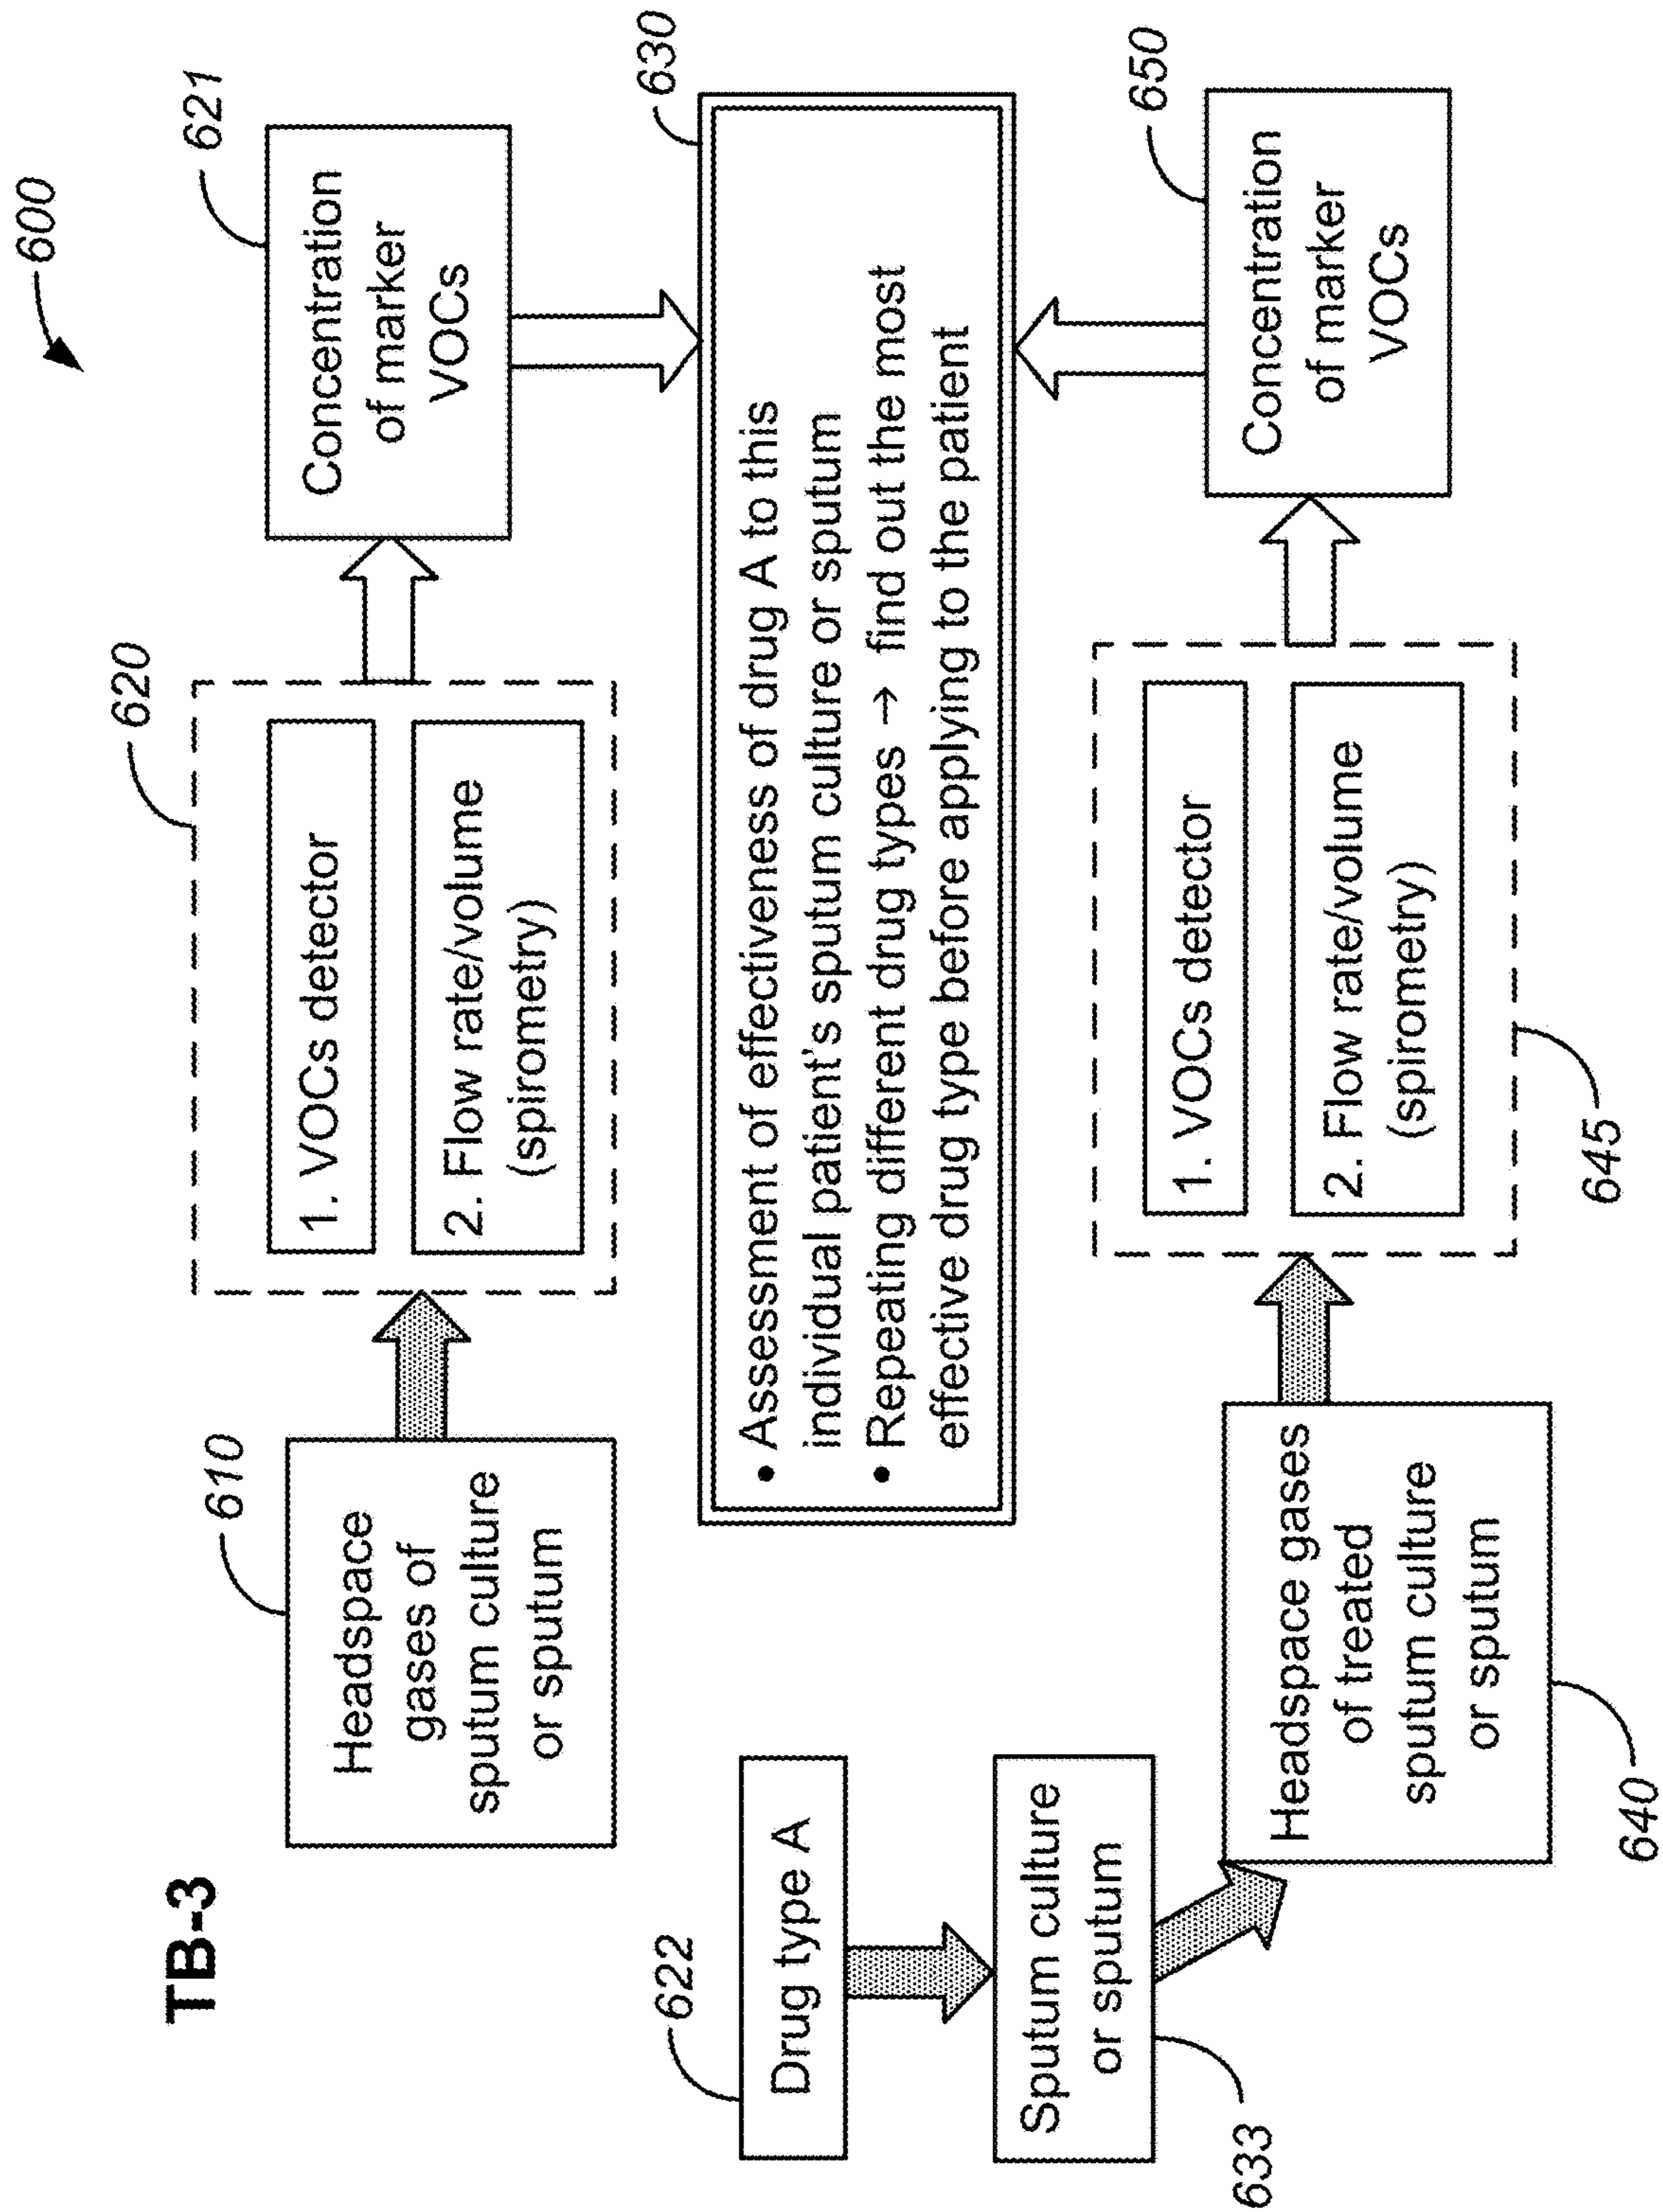 600
TB-3
610
Headspace
gases of
sputum culture
or sputum
620
1. VOCs detector
2. Flow rate/volume
(spirometry)
621
Concentration
of marker
VOCs
630
• Assessment of effectiveness of drug A to this
individual patient's sputum culture or sputum
• Repeating different drug types → find out the most
effective drug type before applying to the patient
622
Drug type A
Sputum culture
or sputum
633
Headspace gases
of treated
sputum culture
or sputum
640
1. VOCs detector
2. Flow rate/volume
(spirometry)
645
650
Concentration
of marker
VOCs